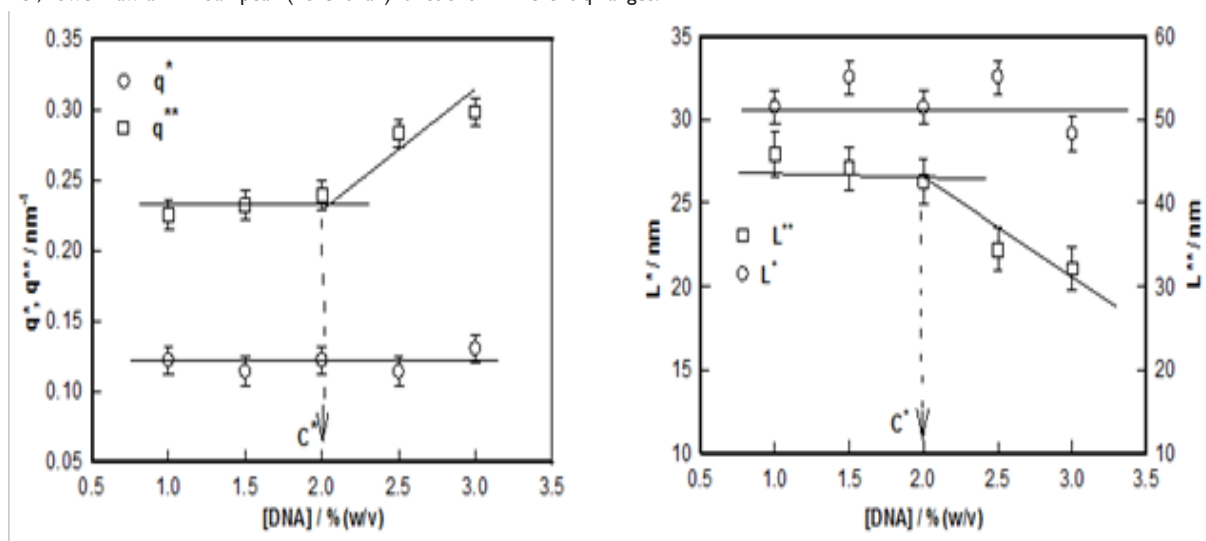 0.35
0.30
0.25
0.20
0.15
0.10
0.05
q*, q** / nm⁻¹
q*
q**
C*
0.5 1.0 1.5 2.0 2.5 3.0 3.5
[DNA] / % (w/v)
35
30
25
20
15
10
L* / nm
L**
L*
C*
60
50
40
30
20
10
L** / nm
0.5 1.0 1.5 2.0 2.5 3.0 3.5
[DNA] / % (w/v)